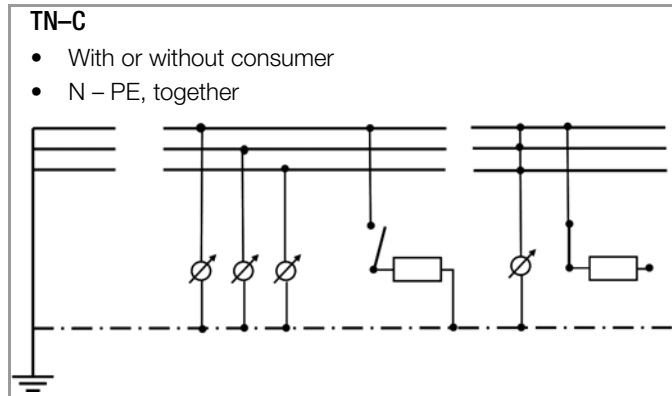 TN–C
• With or without consumer
• N – PE, together